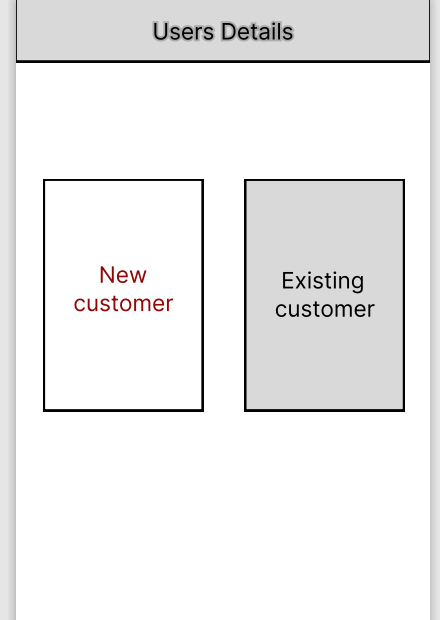 Users Details
New
customer
Existing
customer